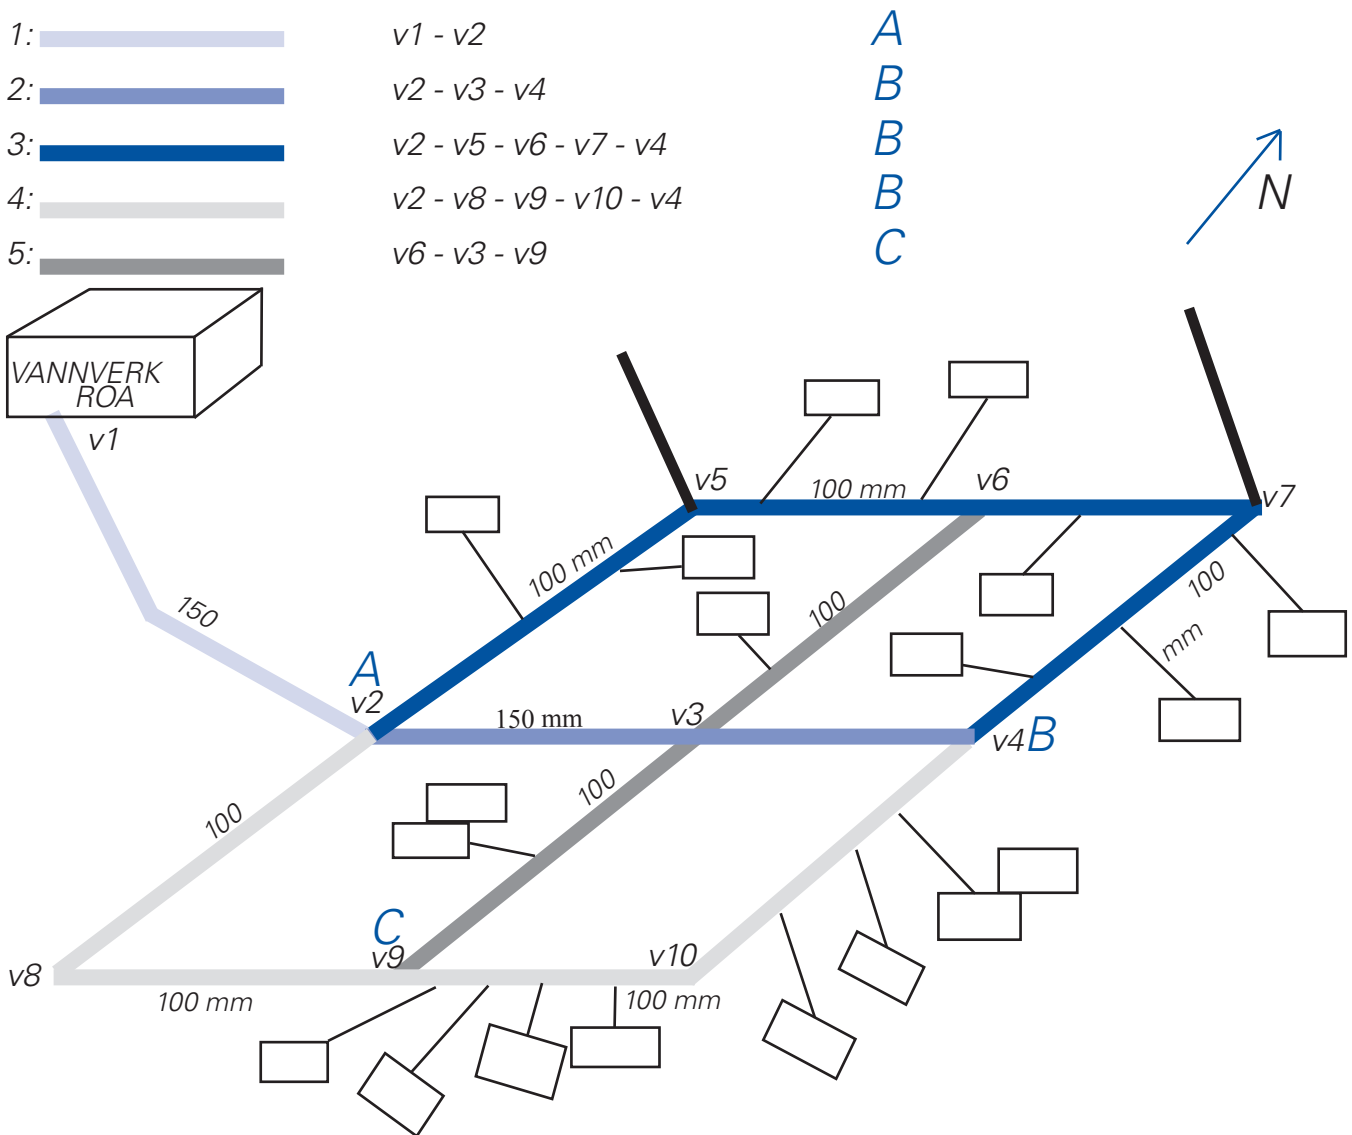 1: v1 - v2 A
2: v2 - v3 - v4 B
3: v2 - v5 - v6 - v7 - v4 B
4: v2 - v8 - v9 - v10 - v4 B
5: v6 - v3 - v9 C
N
VANNVERK
ROA
v1
v5
v6
v7
100 mm
100 mm
100
mm
150
100
A
v2
150 mm
v3
v4 B
100
100
C
v9
v8
v10
100 mm
100 mm